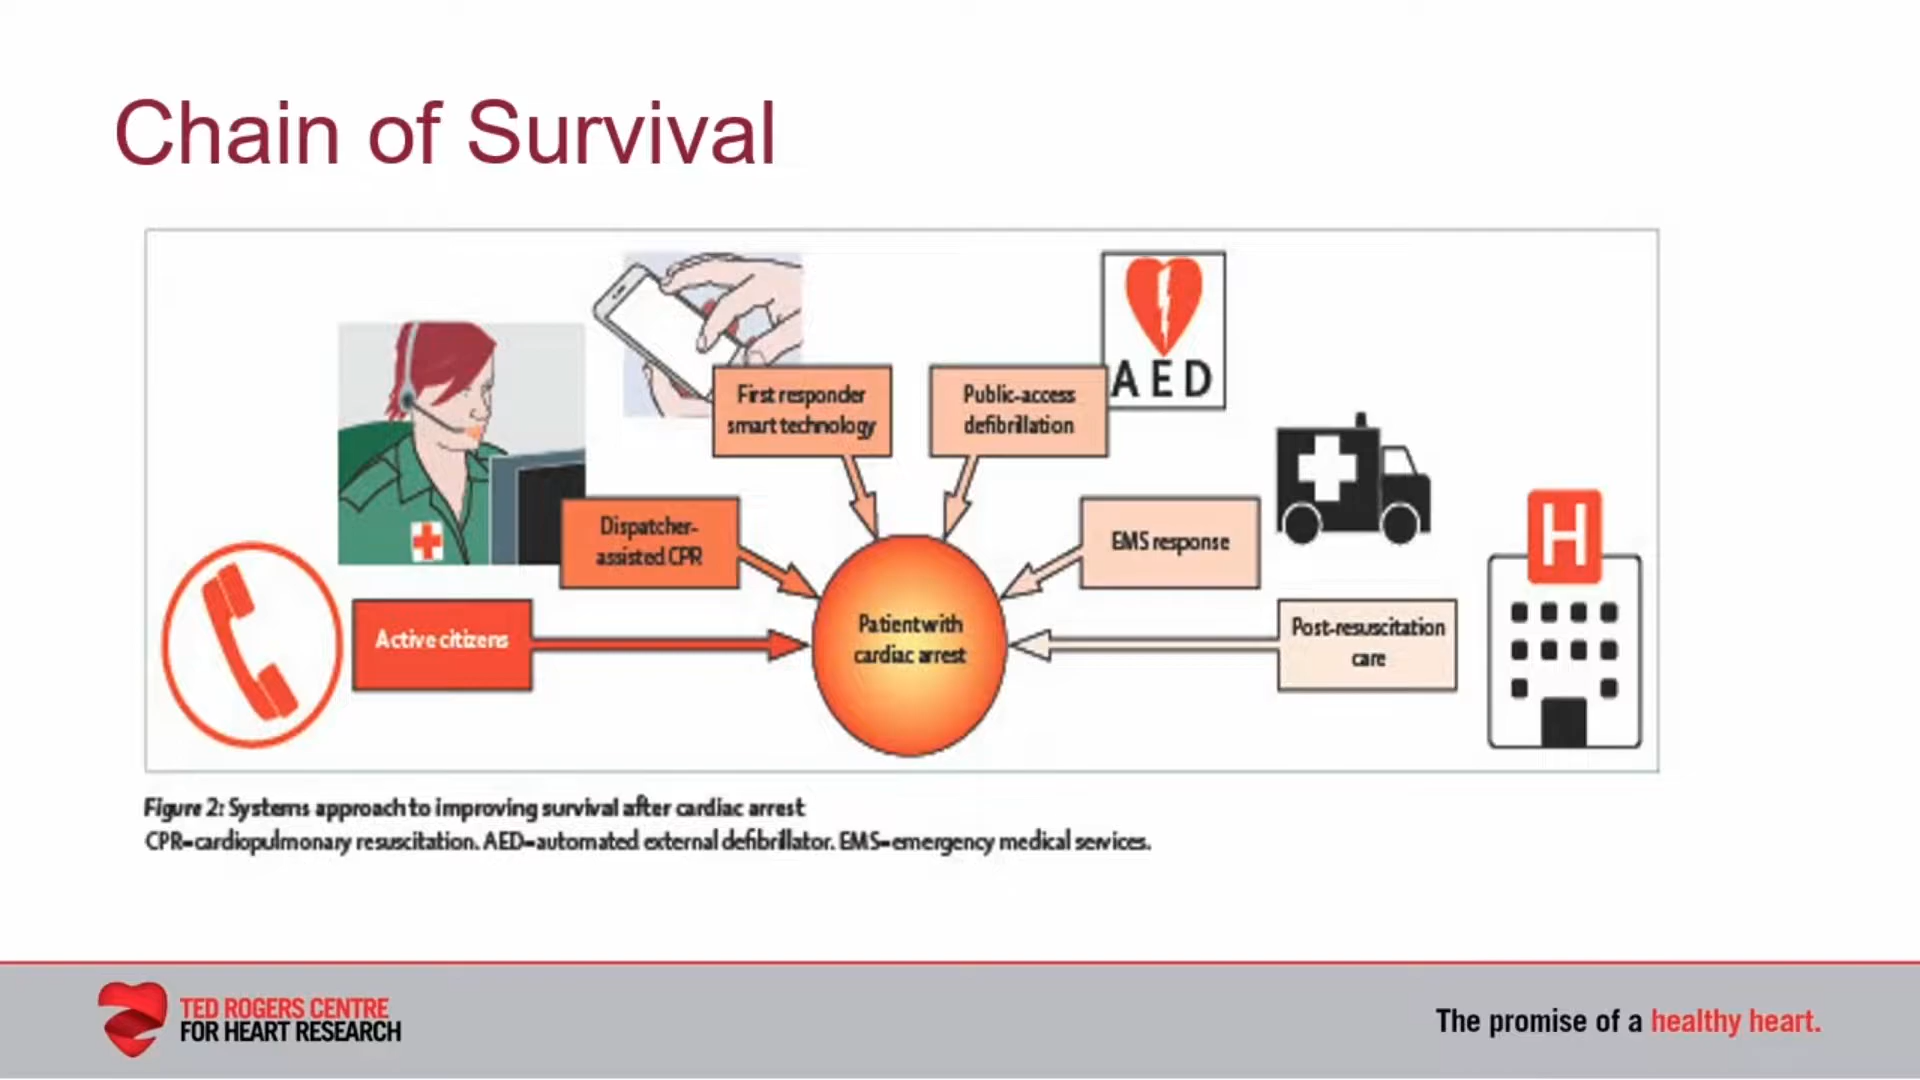 Chain of Survival
First responder
smart technology
Public-access
defibrillation
AED
Dispatcher-
assisted CPR
EMS response
H
Active citizens
Patient with
cardiac arrest
Post-resuscitation
care
Figure 2: Systems approach to improving survival after cardiac arrest
CPR=cardiopulmonary resuscitation. AED=automated external defibrillator. EMS=emergency medical services.
TED ROGERS CENTRE
FOR HEART RESEARCH
The promise of a healthy heart.